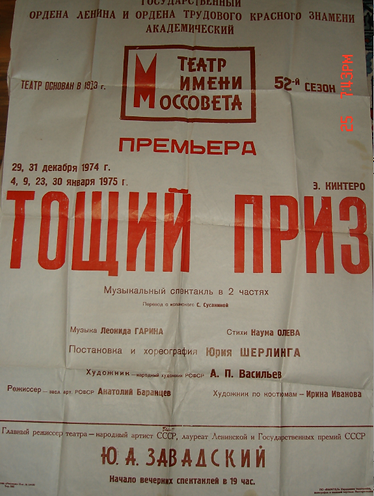 ГОСУДАРСТВЕННЫЙ
ОРДЕНА ЛЕНИНА И ОРДЕНА ТРУДОВОГО КРАСНОГО ЗНАМЕНИ
АКАДЕМИЧЕСКИЙ
ТЕАТР
ИМЕНИ
МОССОВЕТА
ТЕАТР ОСНОВАН В 1923 г.
52-й СЕЗОН
25 7:43PM
ПРЕМЬЕРА
29, 31 декабря 1974 г.
4, 9, 23, 30 января 1975 г.
Э. КИНТЕРО
ТОЩИЙ ПРИЗ
Музыкальный спектакль в 2 частях
Перевод с испанского
Музыка Леонида ГАРИНА
Стихи Наума ОЛЕВА
Постановка и хореография Юрия ШЕРЛИНГА
Художник—народный художник РСФСР А. П. Васильев
Режиссер—засл. арт. РСФСР Анатолий Баранцев
Художник по костюмам—Ирина Иванова
Главный режиссер театра—народный артист СССР, лауреат Ленинской и Государственных премий СССР
Ю. А. ЗАВАДСКИЙ
Начало вечерних спектаклей в 19 час.